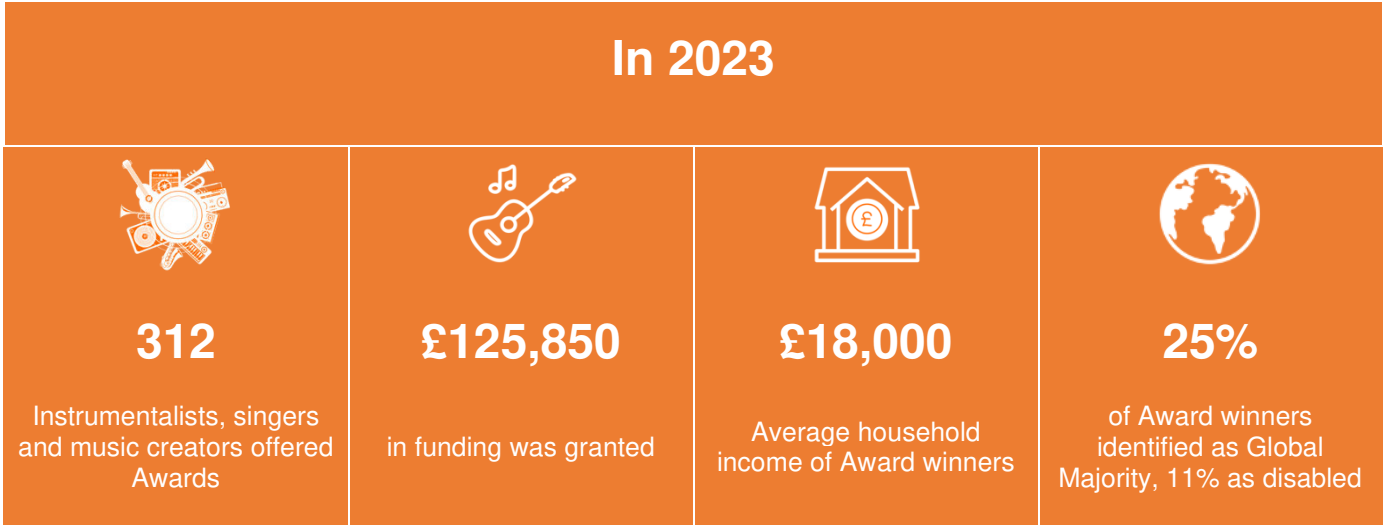 In 2023
£
312
Instrumentalists, singers
and music creators offered
Awards
£125,850
in funding was granted
£18,000
Average household
income of Award winners
25%
of Award winners
identified as Global
Majority, 11% as disabled